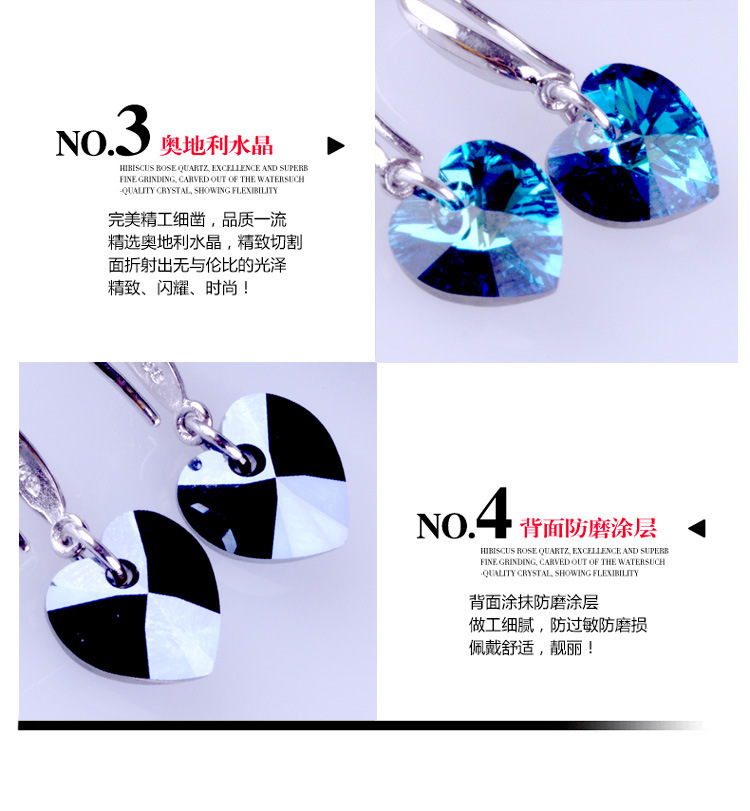 NO.3 奥地利水晶
HIBISCUS ROSE QUARTZ, EXCELLENCE AND SUPERB
FINE GRINDING, CARVED OUT OF THE WATERSUCH
-QUALITY CRYSTAL, SHOWING FLEXIBILITY
完美精工细凿，品质一流
精选奥地利水晶，精致切割
面折射出无与伦比的光泽
精致、闪耀、时尚！
NO.4 背面防磨涂层
HIBISCUS ROSE QUARTZ, EXCELLENCE AND SUPERB
FINE GRINDING, CARVED OUT OF THE WATERSUCH
-QUALITY CRYSTAL, SHOWING FLEXIBILITY
背面涂抹防磨涂层
做工细腻，防过敏防磨损
佩戴舒适，靓丽！